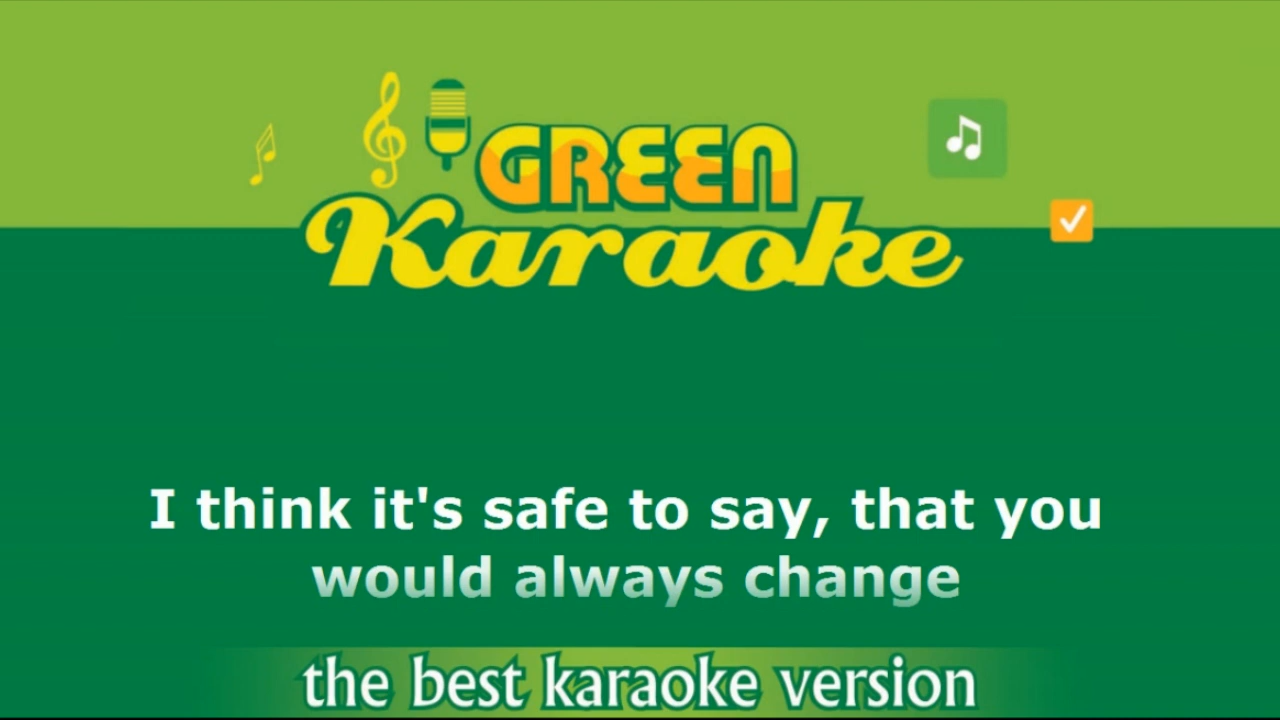 GREEN
Karaoke
I think it's safe to say, that you
would always change
the best karaoke version